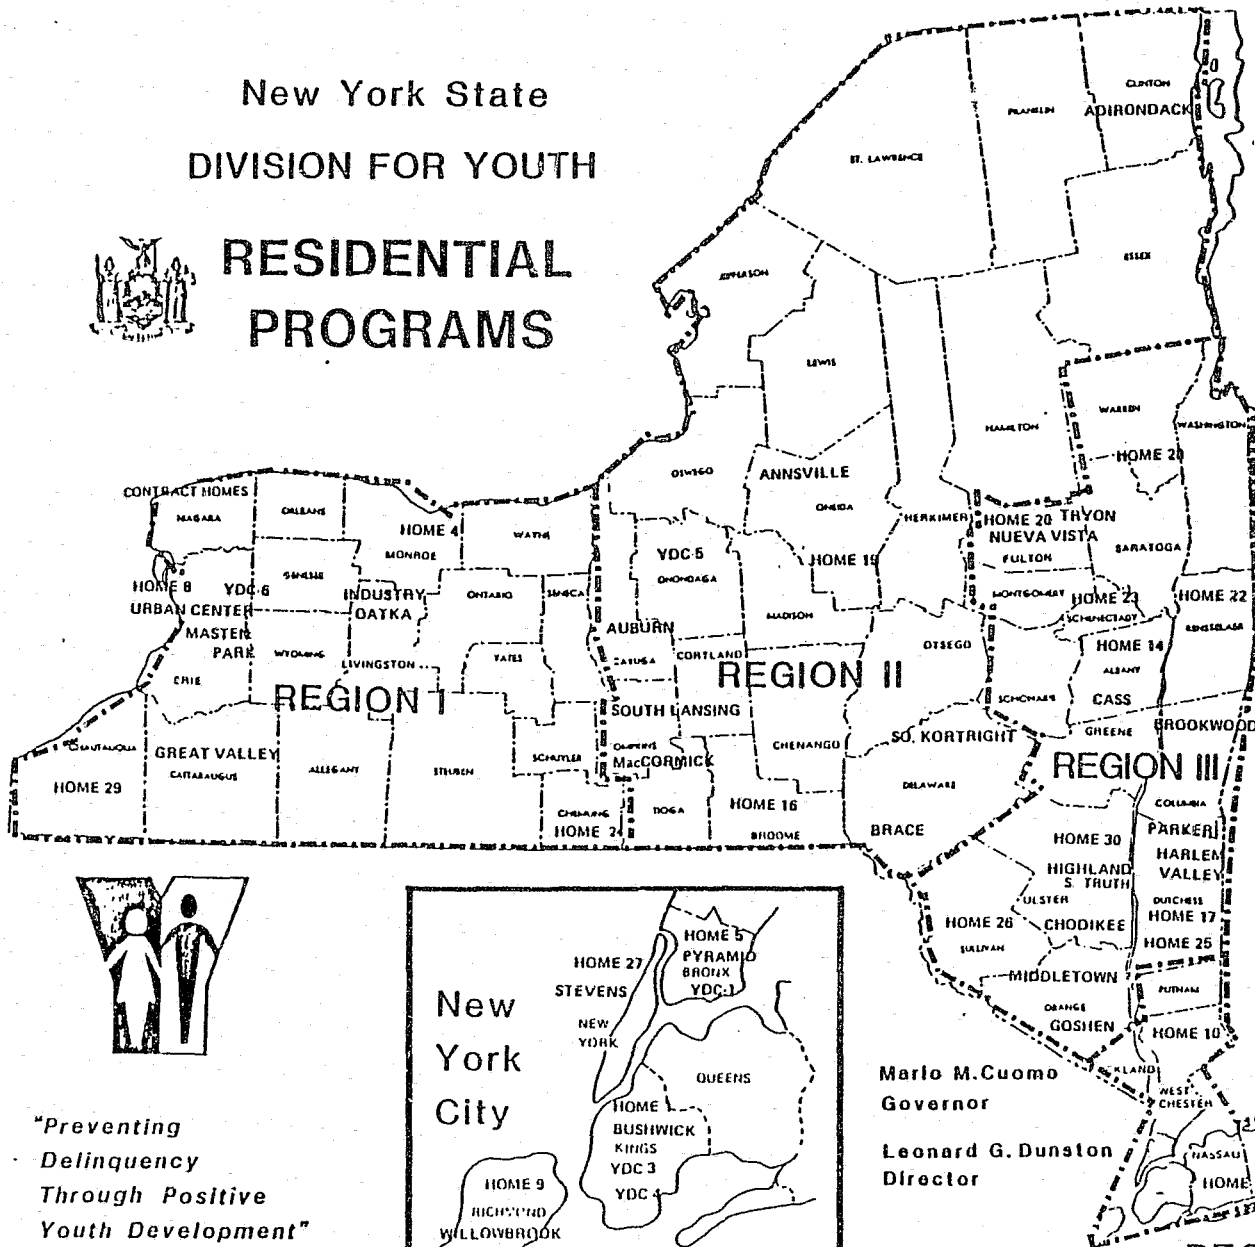 New York State
DIVISION FOR YOUTH
RESIDENTIAL
PROGRAMS
CLINTON
ADIRONDACK
FRANKLIN
ST. LAWRENCE
ESSEX
JEFFERSON
LEWIS
HAMILTON
WARREN
WASHINGTON
HOME 20
OSWEGO
ANNSVILLE
ONEIDA
HERKIMER
HOME 20 TRYON
NUEVA VISTA
FULTON
SARATOGA
CONTRACT HOMES
NIAGARA
ORLEANS
HOME 4
MONROE
WAYNE
YDC-5
ONONDAGA
HOME 19
MADISON
MONTGOMERY
HOME 23
SCHENECTADY
HOME 22
RENSSELAER
HOME 8
YDC-6
GENESEE
INDUSTRY
OATKA
ONTARIO
SENECA
URBAN CENTER
MASTEN
PARK
WYOMING
LIVINGSTON
YATES
AUBURN
CAYUGA
CORTLAND
OTSEGO
HOME 14
ALBANY
CASS
ERIE
REGION I
REGION II
SCHOHARIE
SOUTH LANSING
SO. KORTRIGHT
GREENE
BROOKWOOD
CHAUTAUQUA
GREAT VALLEY
CATTARAUGUS
ALLEGANY
STEUBEN
SCHUYLER
TOMPKINS
MacCORMICK
CHENANGO
DELAWARE
REGION III
HOME 29
CHEMUNG
HOME 24
TIOGA
HOME 16
BROOME
BRACE
COLUMBIA
HOME 30
PARKER
HARLEM
VALLEY
HIGHLAND
S. TRUTH
ULSTER
DUTCHESS
HOME 26
SULLIVAN
CHODIKEE
HOME 17
HOME 25
MIDDLETOWN
PUTNAM
ORANGE
GOSHEN
HOME 10
KLAND
WEST
CHESTER
NASSAU
HOME
New
York
City
HOME 27
STEVENS
NEW
YORK
HOME 5
PYRAMID
BRONX
YDC-1
QUEENS
HOME
BUSHWICK
KINGS
YDC 3
YDC 4
HOME 9
RICHMOND
WILLOWBROOK
Mario M. Cuomo
Governor
Leonard G. Dunston
Director
"Preventing
Delinquency
Through Positive
Youth Development"